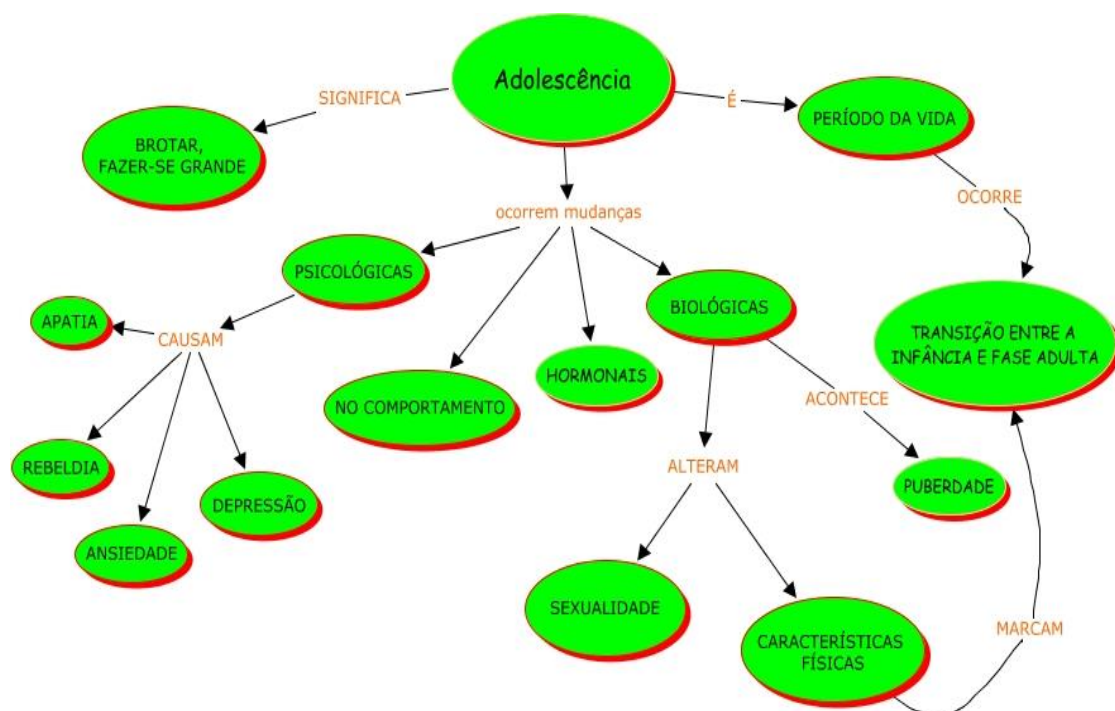 Adolescência
SIGNIFICA
É
BROTAR,
FAZER-SE GRANDE
PERÍODO DA VIDA
OCORRE
ocorrem mudanças
PSICOLÓGICAS
BIOLÓGICAS
APATIA
CAUSAM
TRANSIÇÃO ENTRE A
INFÂNCIA E FASE ADULTA
NO COMPORTAMENTO
HORMONAIS
ACONTECE
REBELDIA
ALTERAM
PUBERDADE
DEPRESSÃO
ANSIEDADE
SEXUALIDADE
CARACTERÍSTICAS
FÍSICAS
MARCAM